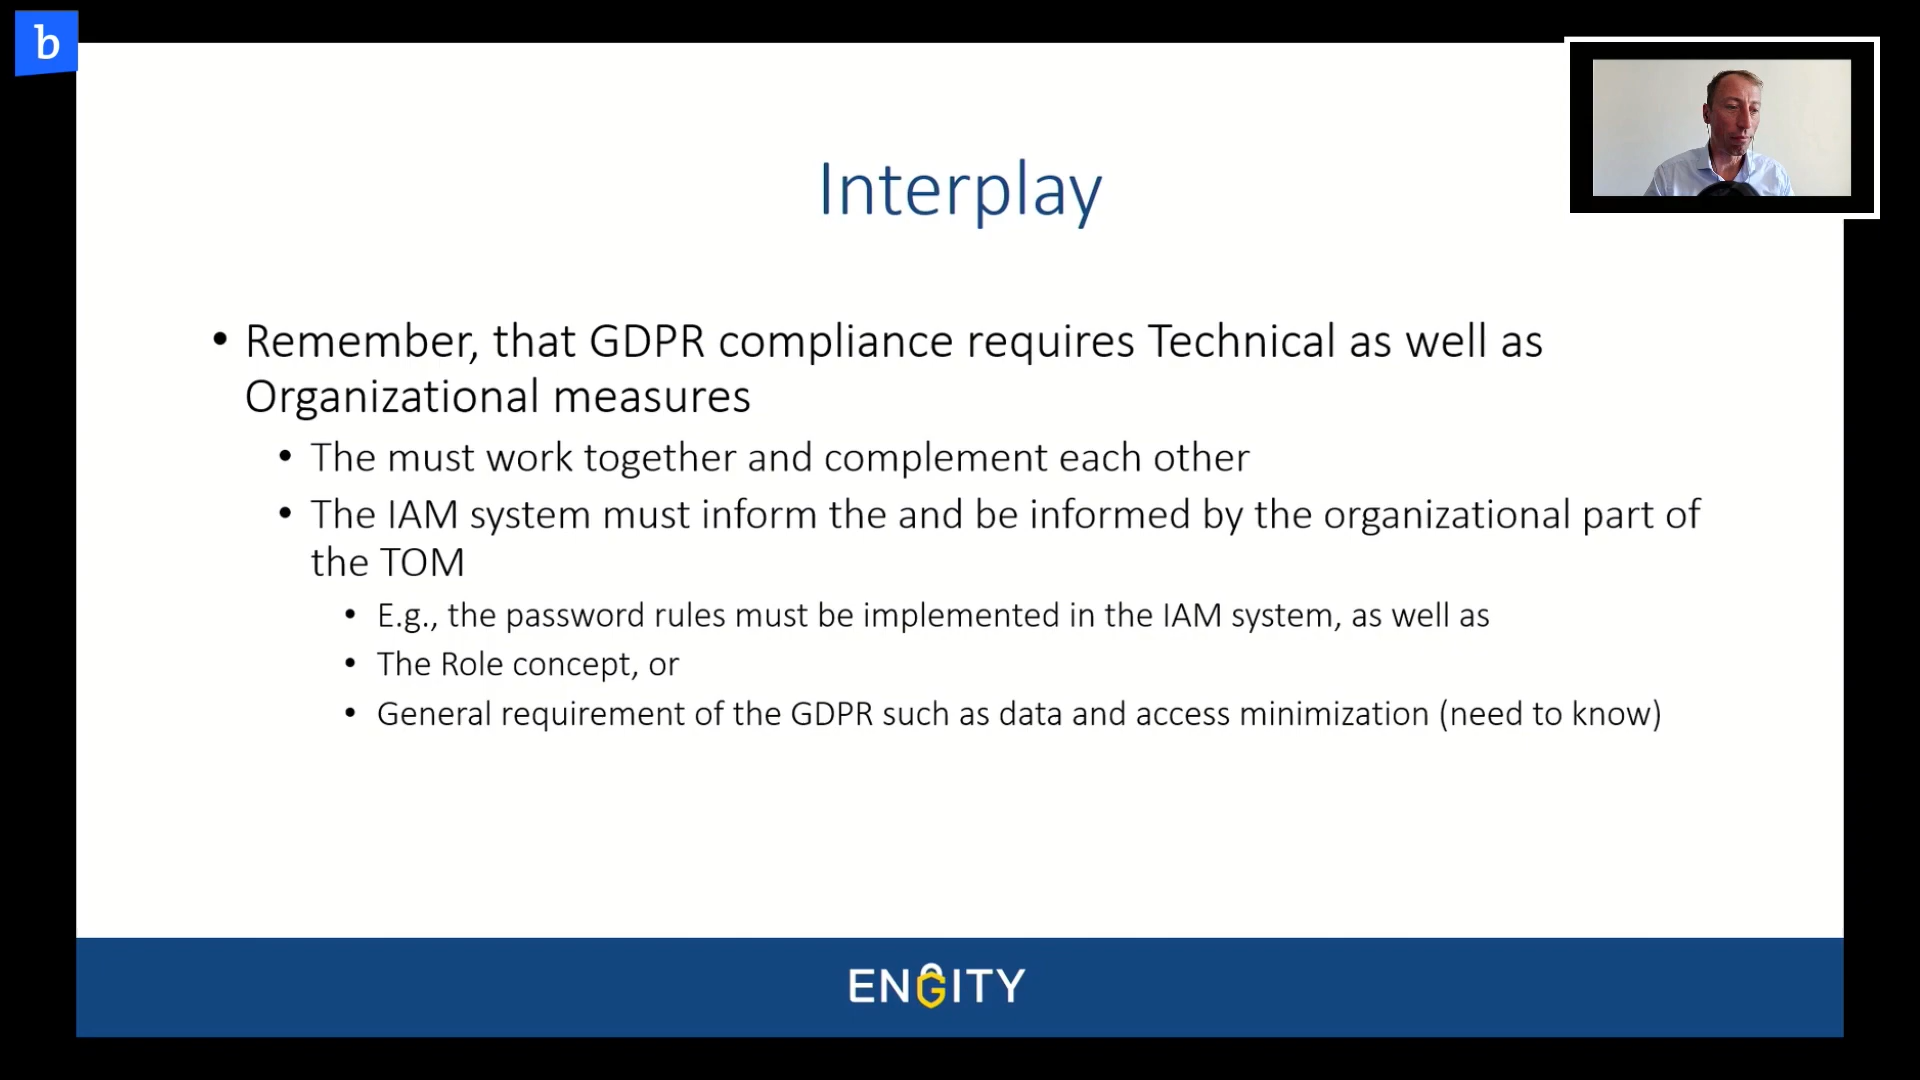 b
Interplay
• Remember, that GDPR compliance requires Technical as well as
Organizational measures
• The must work together and complement each other
• The IAM system must inform the and be informed by the organizational part of
the TOM
• E.g., the password rules must be implemented in the IAM system, as well as
• The Role concept, or
• General requirement of the GDPR such as data and access minimization (need to know)
ENGITY